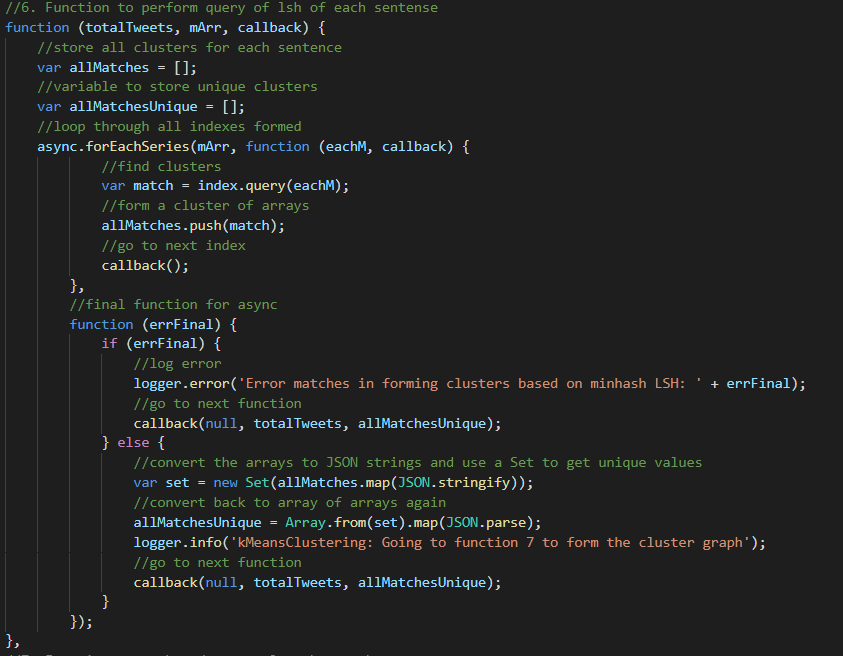 //6. Function to perform query of lsh of each sentense
function (totalTweets, mArr, callback) {
    //store all clusters for each sentence
    var allMatches = [];
    //variable to store unique clusters
    var allMatchesUnique = [];
    //loop through all indexes formed
    async.forEachSeries(mArr, function (eachM, callback) {
            //find clusters
            var match = index.query(eachM);
            //form a cluster of arrays
            allMatches.push(match);
            //go to next index
            callback();
        },
        //final function for async
        function (errFinal) {
            if (errFinal) {
                //log error
                logger.error('Error matches in forming clusters based on minhash LSH: ' + errFinal);
                //go to next function
                callback(null, totalTweets, allMatchesUnique);
            } else {
                //convert the arrays to JSON strings and use a Set to get unique values
                var set = new Set(allMatches.map(JSON.stringify));
                //convert back to array of arrays again
                allMatchesUnique = Array.from(set).map(JSON.parse);
                logger.info('kMeansClustering: Going to function 7 to form the cluster graph');
                //go to next function
                callback(null, totalTweets, allMatchesUnique);
            }
        });
},